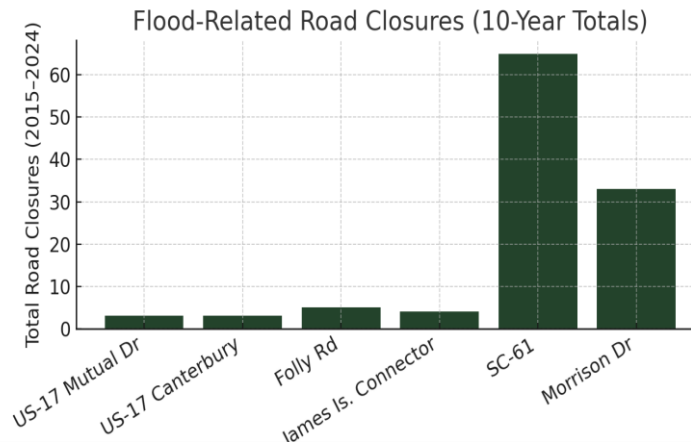 Flood-Related Road Closures (10-Year Totals)
Total Road Closures (2015–2024)
60
50
40
30
20
10
0
US-17 Mutual Dr
US-17 Canterbury
Folly Rd
James Is. Connector
SC-61
Morrison Dr